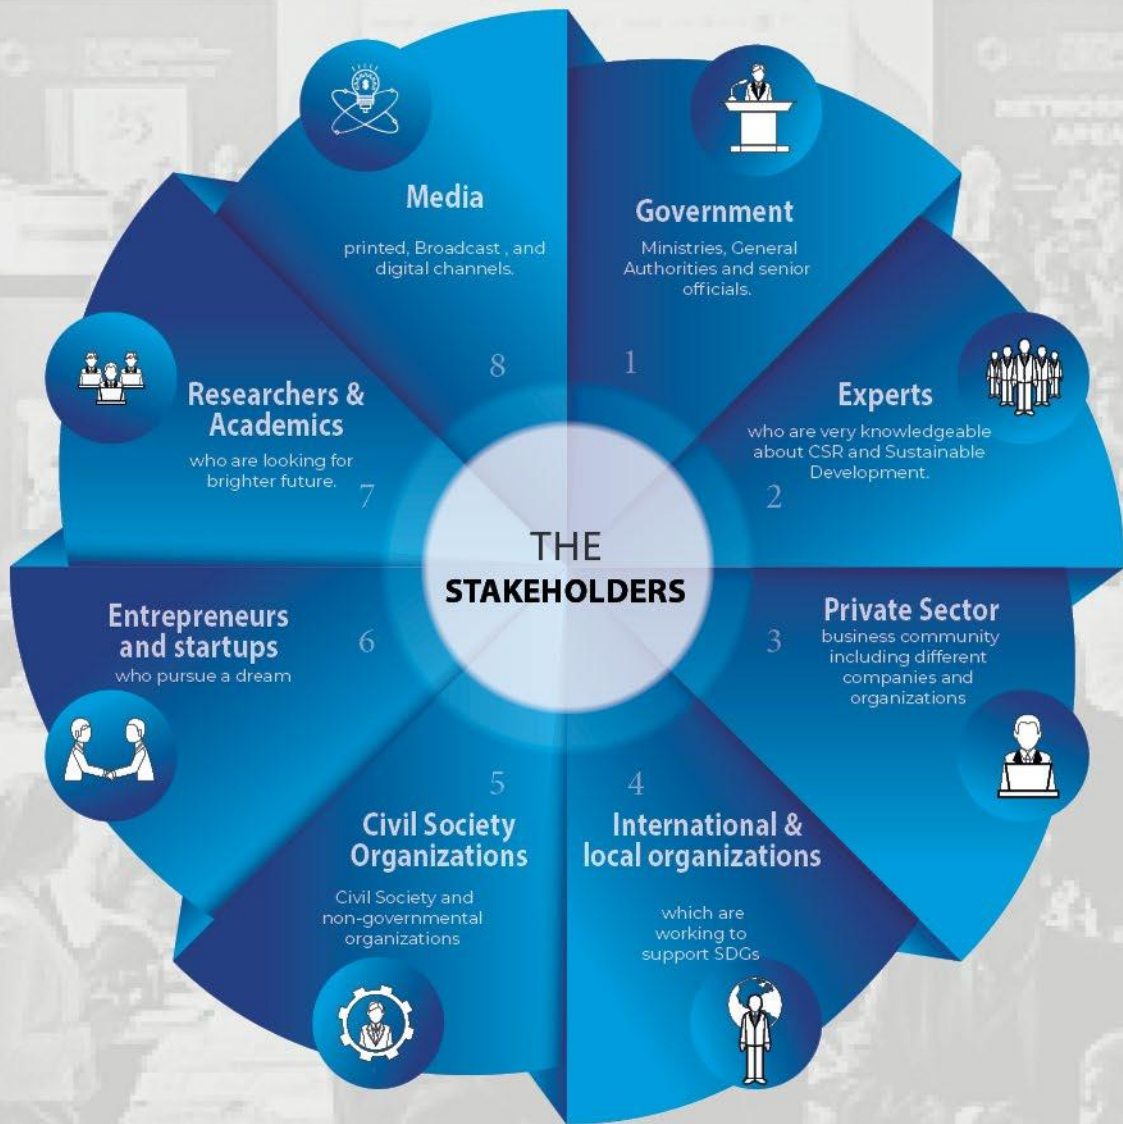 THE
STAKEHOLDERS
Government
Ministries, General
Authorities and senior
officials.
1
Experts
who are very knowledgeable
about CSR and Sustainable
Development.
2
Private Sector
business community
including different
companies and
organizations
3
4
International &
local organizations
which are
working to
support SDGs
5
Civil Society
Organizations
Civil Society and
non-governmental
organizations
Entrepreneurs
and startups
who pursue a dream
6
Researchers &
Academics
who are looking for
brighter future.
7
Media
printed, Broadcast , and
digital channels.
8